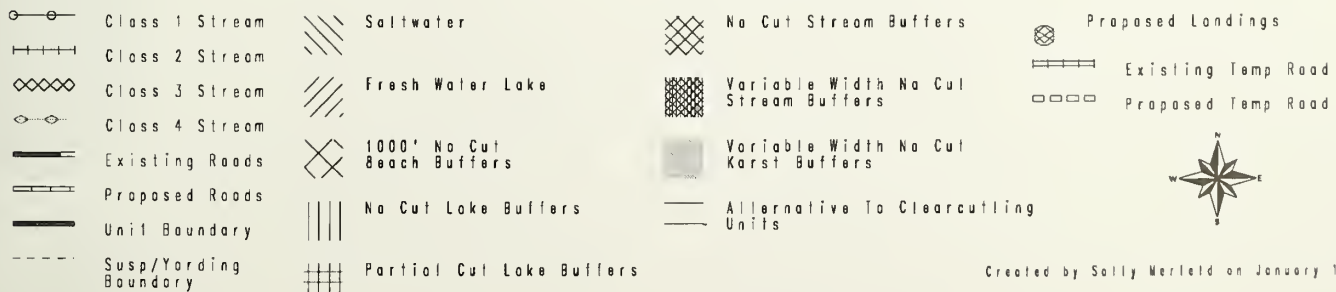 Class 1 Stream
Class 2 Stream
Class 3 Stream
Class 4 Stream
Existing Roads
Proposed Roads
Unit Boundary
Susp/Yarding
Boundary
Saltwater
Fresh Water Lake
1000' No Cut
Beach Buffers
No Cut Lake Buffers
Partial Cut Lake Buffers
No Cut Stream Buffers
Variable Width No Cut
Stream Buffers
Variable Width No Cut
Karst Buffers
Alternative To Clearcutting
Units
Proposed Landings
Existing Temp Road
Proposed Temp Road
N
W E
S
Created by Sally Merfeld on January 1